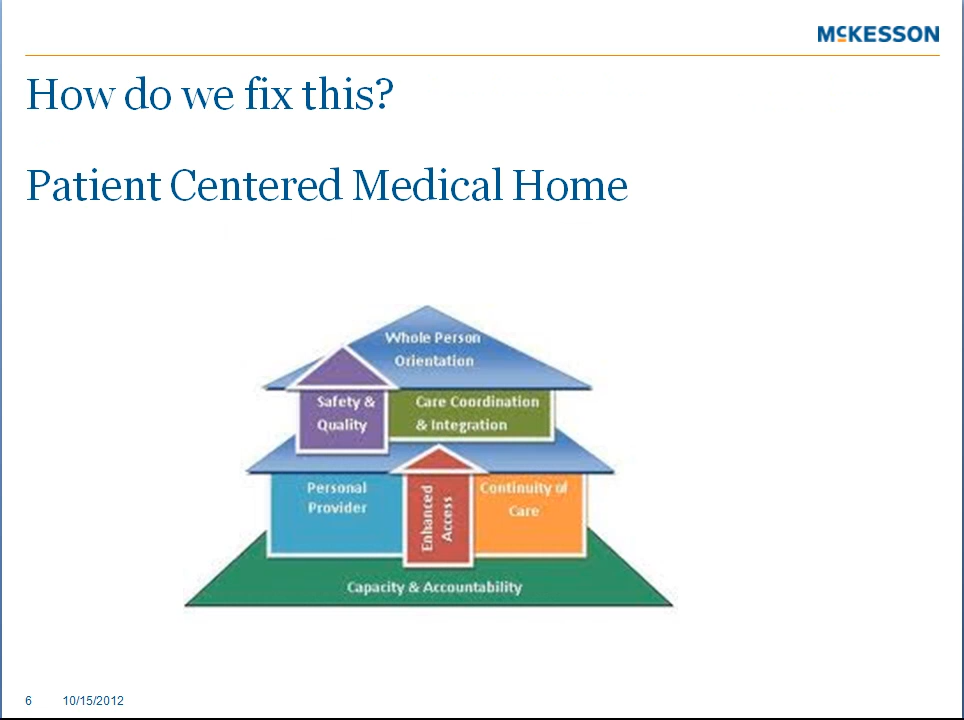 McKESSON
How do we fix this?
Patient Centered Medical Home
Whole Person
Orientation
Safety &
Quality
Care Coordination
& Integration
Personal
Provider
Enhanced
Access
Continuity of
Care
Capacity & Accountability
6 10/15/2012